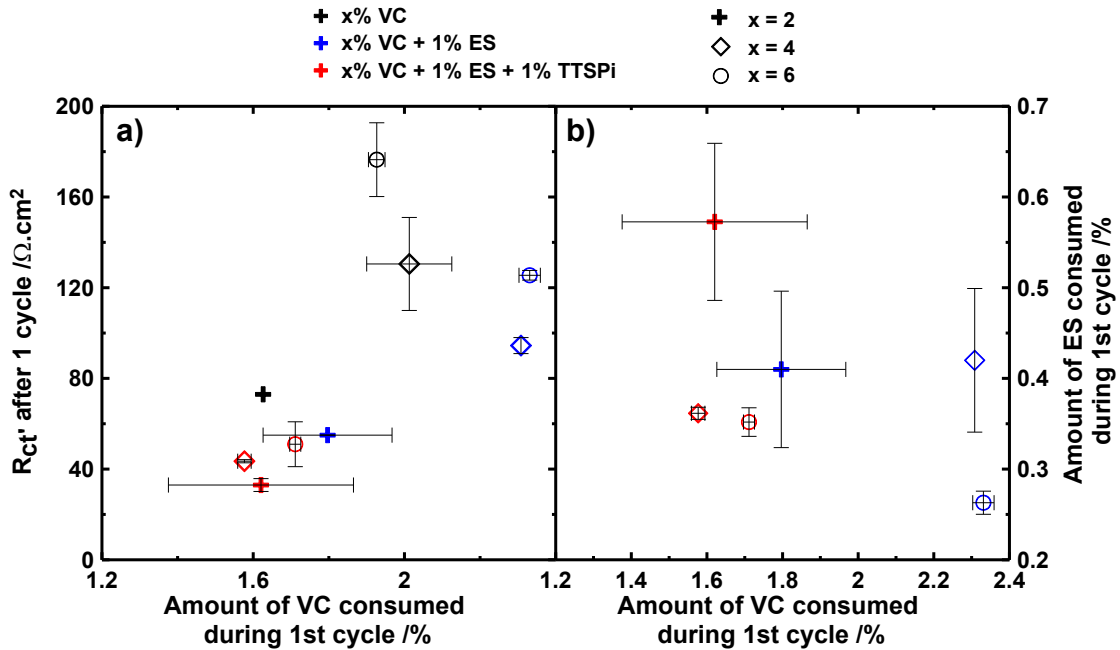 x% VC
x% VC + 1% ES
x% VC + 1% ES + 1% TTSPi
x = 2
x = 4
x = 6
a)
b)
200
160
120
80
40
0
Rct' after 1 cycle /Ω.cm²
1.2
1.6
2
Amount of VC consumed
during 1st cycle /%
1.2
1.4
1.6
1.8
2
2.2
2.4
Amount of VC consumed
during 1st cycle /%
0.7
0.6
0.5
0.4
0.3
0.2
Amount of ES consumed
during 1st cycle /%